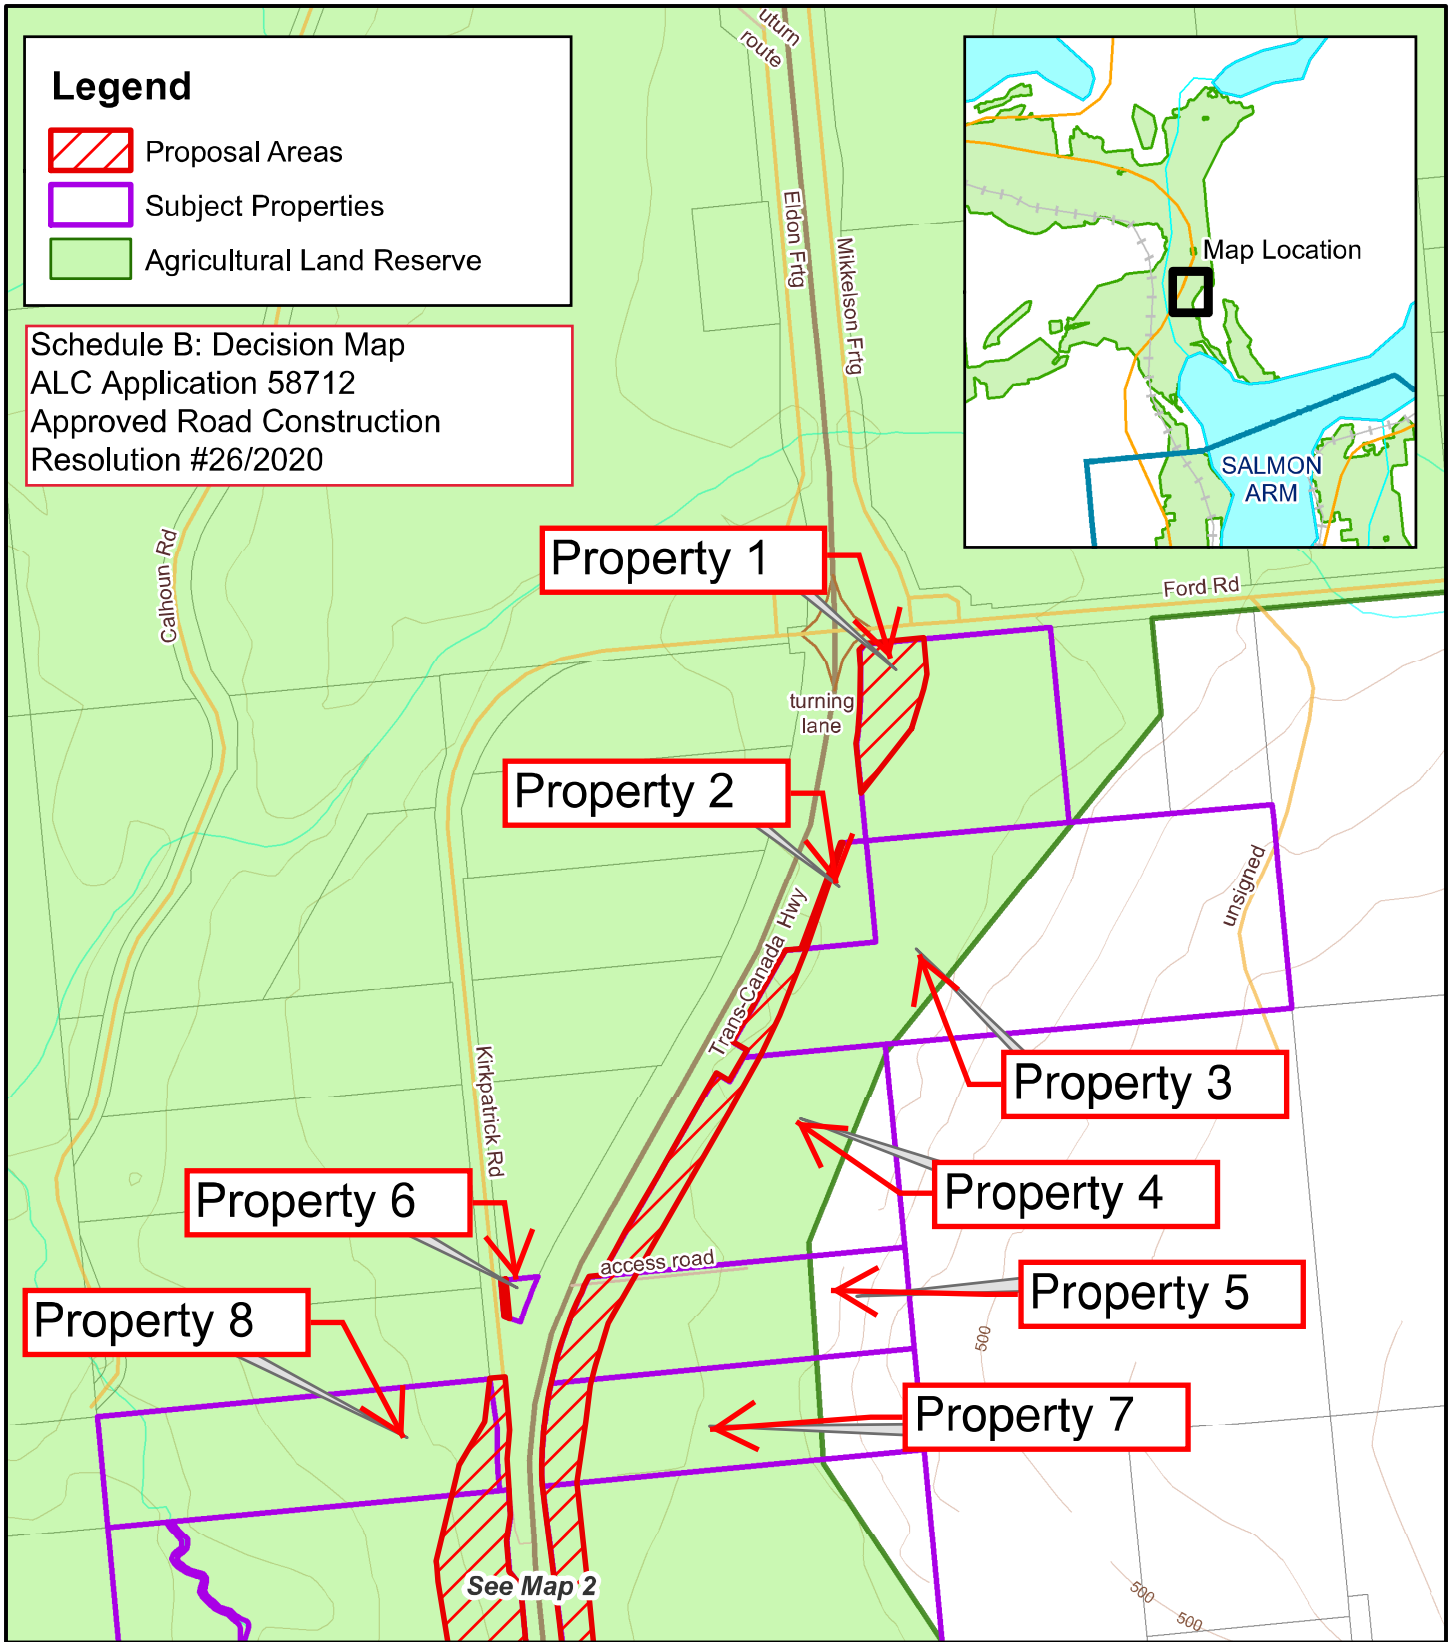 uturn
route
Legend
Proposal Areas
Subject Properties
Agricultural Land Reserve
Schedule B: Decision Map
ALC Application 58712
Approved Road Construction
Resolution #26/2020
Map Location
SALMON
ARM
Eldon Frtg
Mikkelson Frtg
Calhoun Rd
Property 1
Ford Rd
turning
lane
Property 2
unsigned
Trans-Canada Hwy
Kirkpatrick Rd
Property 3
Property 4
Property 6
access road
Property 5
Property 8
500
Property 7
See Map 2
500
500